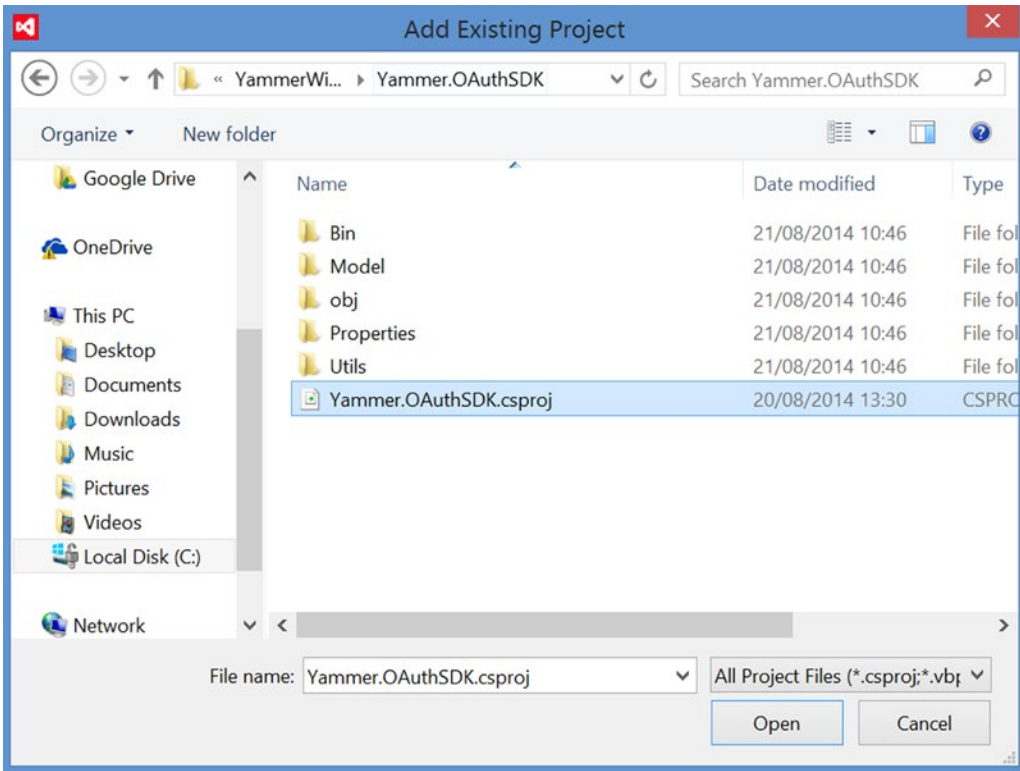 Add Existing Project
« YammerWi... Yammer.OAuthSDK Search Yammer.OAuthSDK
Organize New folder
Google Drive
OneDrive
This PC
Desktop
Documents
Downloads
Music
Pictures
Videos
Local Disk (C:)
Network
Name Date modified Type
Bin 21/08/2014 10:46 File fol
Model 21/08/2014 10:46 File fol
obj 21/08/2014 10:46 File fol
Properties 21/08/2014 10:46 File fol
Utils 21/08/2014 10:46 File fol
Yammer.OAuthSDK.csproj 20/08/2014 13:30 CSPRO
File name: Yammer.OAuthSDK.csproj All Project Files (*.csproj;*.vbp
Open Cancel